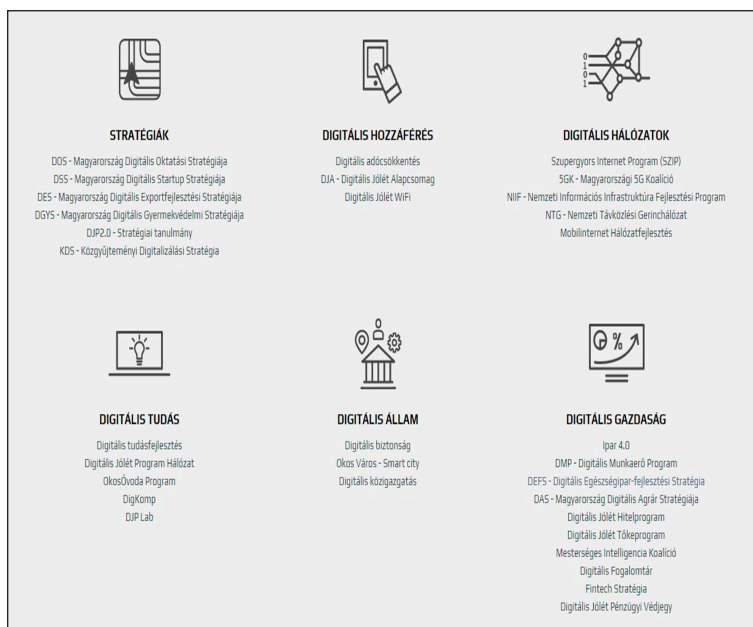 STRATÉGIÁK
DOS - Magyarország Digitális Oktatási Stratégiája
DSS - Magyarország Digitális Startup Stratégiája
DES - Magyarország Digitális Exportfejlesztési Stratégiája
DGYS - Magyarország Digitális Gyermekvédelmi Stratégiája
DJP2.0 - Stratégiai tanulmány
KDS - Közgyűjteményi Digitalizálási Stratégia
DIGITÁLIS HOZZÁFÉRÉS
Digitális adócsökkentés
DJA - Digitális Jólét Alapcsomag
Digitális Jólét WiFi
0
1
0
1
DIGITÁLIS HÁLÓZATOK
Szupergyors Internet Program (SZIP)
5GK - Magyarországi 5G Koalíció
NIIF - Nemzeti Információs Infrastruktúra Fejlesztési Program
NTG - Nemzeti Távközlési Gerinchálózat
Mobilinternet Hálózatfejlesztés
DIGITÁLIS TUDÁS
Digitális tudásfejlesztés
Digitális Jólét Program Hálózat
OkosÓvoda Program
DigKomp
DJP Lab
DIGITÁLIS ÁLLAM
Digitális biztonság
Okos Város - Smart city
Digitális közigazgatás
%
DIGITÁLIS GAZDASÁG
Ipar 4.0
DMP - Digitális Munkaerő Program
DEFS - Digitális Egészségipar-fejlesztési Stratégia
DAS - Magyarország Digitális Agrár Stratégiája
Digitális Jólét Hitelprogram
Digitális Jólét Tőkeprogram
Mesterséges Intelligencia Koalíció
Digitális Fogalomtár
Fintech Stratégia
Digitális Jólét Pénzügyi Védjegy